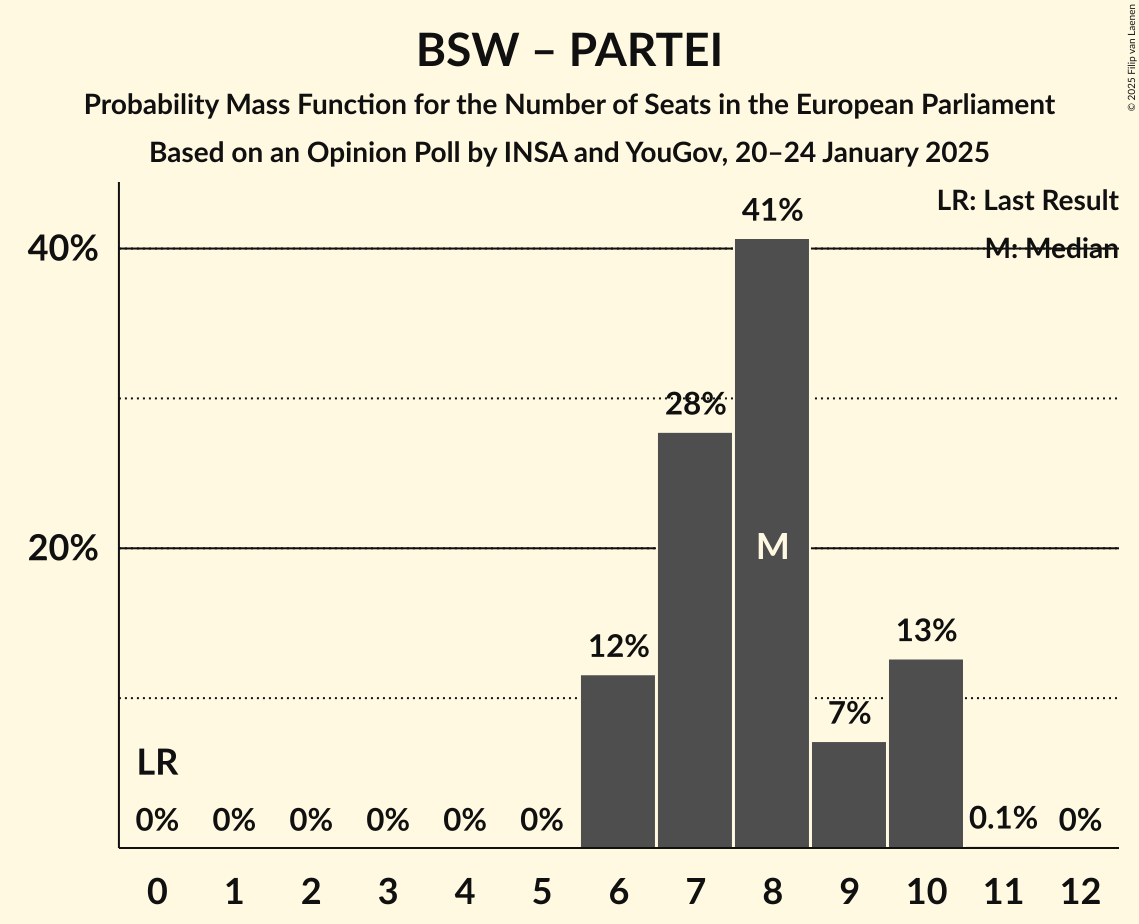 BSW – PARTEI
Probability Mass Function for the Number of Seats in the European Parliament
Based on an Opinion Poll by INSA and YouGov, 20–24 January 2025
© 2025 Filip van Laenen
LR: Last Result
M: Median
40%
20%
41%
28%
M
12%
13%
7%
LR
0% 0% 0% 0% 0% 0% 0.1% 0%
0 1 2 3 4 5 6 7 8 9 10 11 12